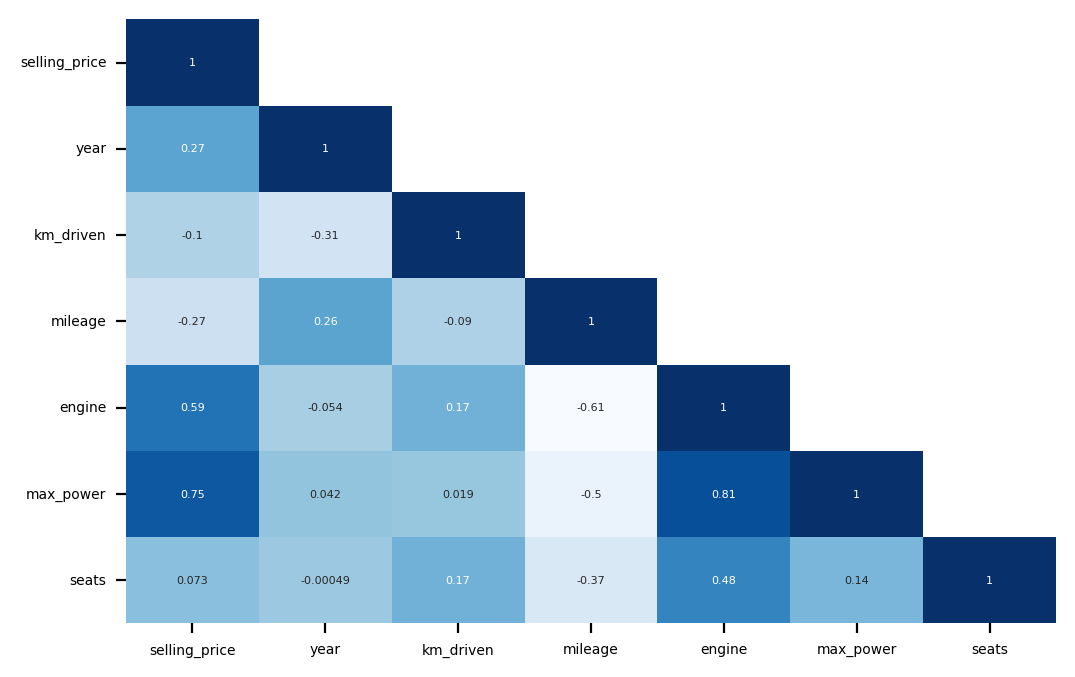 selling_price 1
year 0.27 1
km_driven -0.1 -0.31 1
mileage -0.27 0.26 -0.09 1
engine 0.59 -0.054 0.17 -0.61 1
max_power 0.75 0.042 0.019 -0.5 0.81 1
seats 0.073 -0.00049 0.17 -0.37 0.48 0.14 1
selling_price year km_driven mileage engine max_power seats